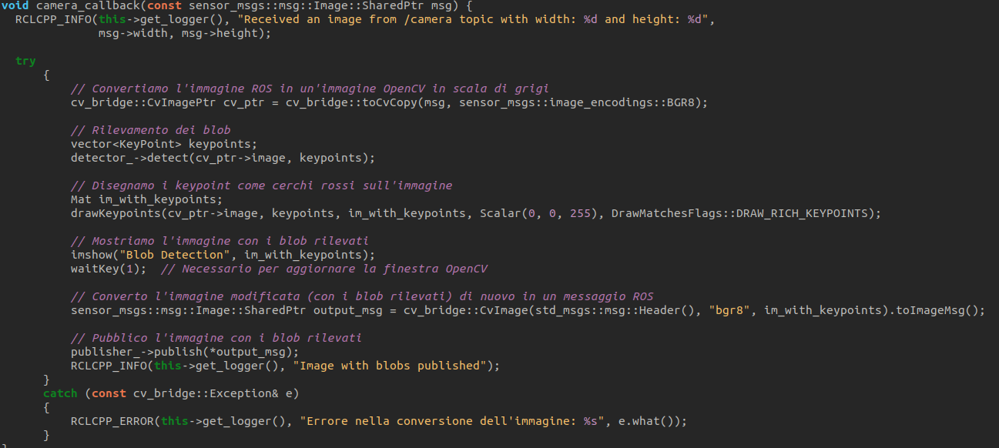 void camera_callback(const sensor_msgs::msg::Image::SharedPtr msg) {
  RCLCPP_INFO(this->get_logger(), "Received an image from /camera topic with width: %d and height: %d",
              msg->width, msg->height);

  try
      {
          // Convertiamo l'immagine ROS in un'immagine OpenCV in scala di grigi
          cv_bridge::CvImagePtr cv_ptr = cv_bridge::toCvCopy(msg, sensor_msgs::image_encodings::BGR8);

          // Rilevamento dei blob
          vector<KeyPoint> keypoints;
          detector_->detect(cv_ptr->image, keypoints);

          // Disegnamo i keypoint come cerchi rossi sull'immagine
          Mat im_with_keypoints;
          drawKeypoints(cv_ptr->image, keypoints, im_with_keypoints, Scalar(0, 0, 255), DrawMatchesFlags::DRAW_RICH_KEYPOINTS);

          // Mostriamo l'immagine con i blob rilevati
          imshow("Blob Detection", im_with_keypoints);
          waitKey(1);  // Necessario per aggiornare la finestra OpenCV

          // Converto l'immagine modificata (con i blob rilevati) di nuovo in un messaggio ROS
          sensor_msgs::msg::Image::SharedPtr output_msg = cv_bridge::CvImage(std_msgs::msg::Header(), "bgr8", im_with_keypoints).toImageMsg();

          // Pubblico l'immagine con i blob rilevati
          publisher_->publish(*output_msg);
          RCLCPP_INFO(this->get_logger(), "Image with blobs published");
      }
      catch (const cv_bridge::Exception& e)
      {
          RCLCPP_ERROR(this->get_logger(), "Errore nella conversione dell'immagine: %s", e.what());
      }